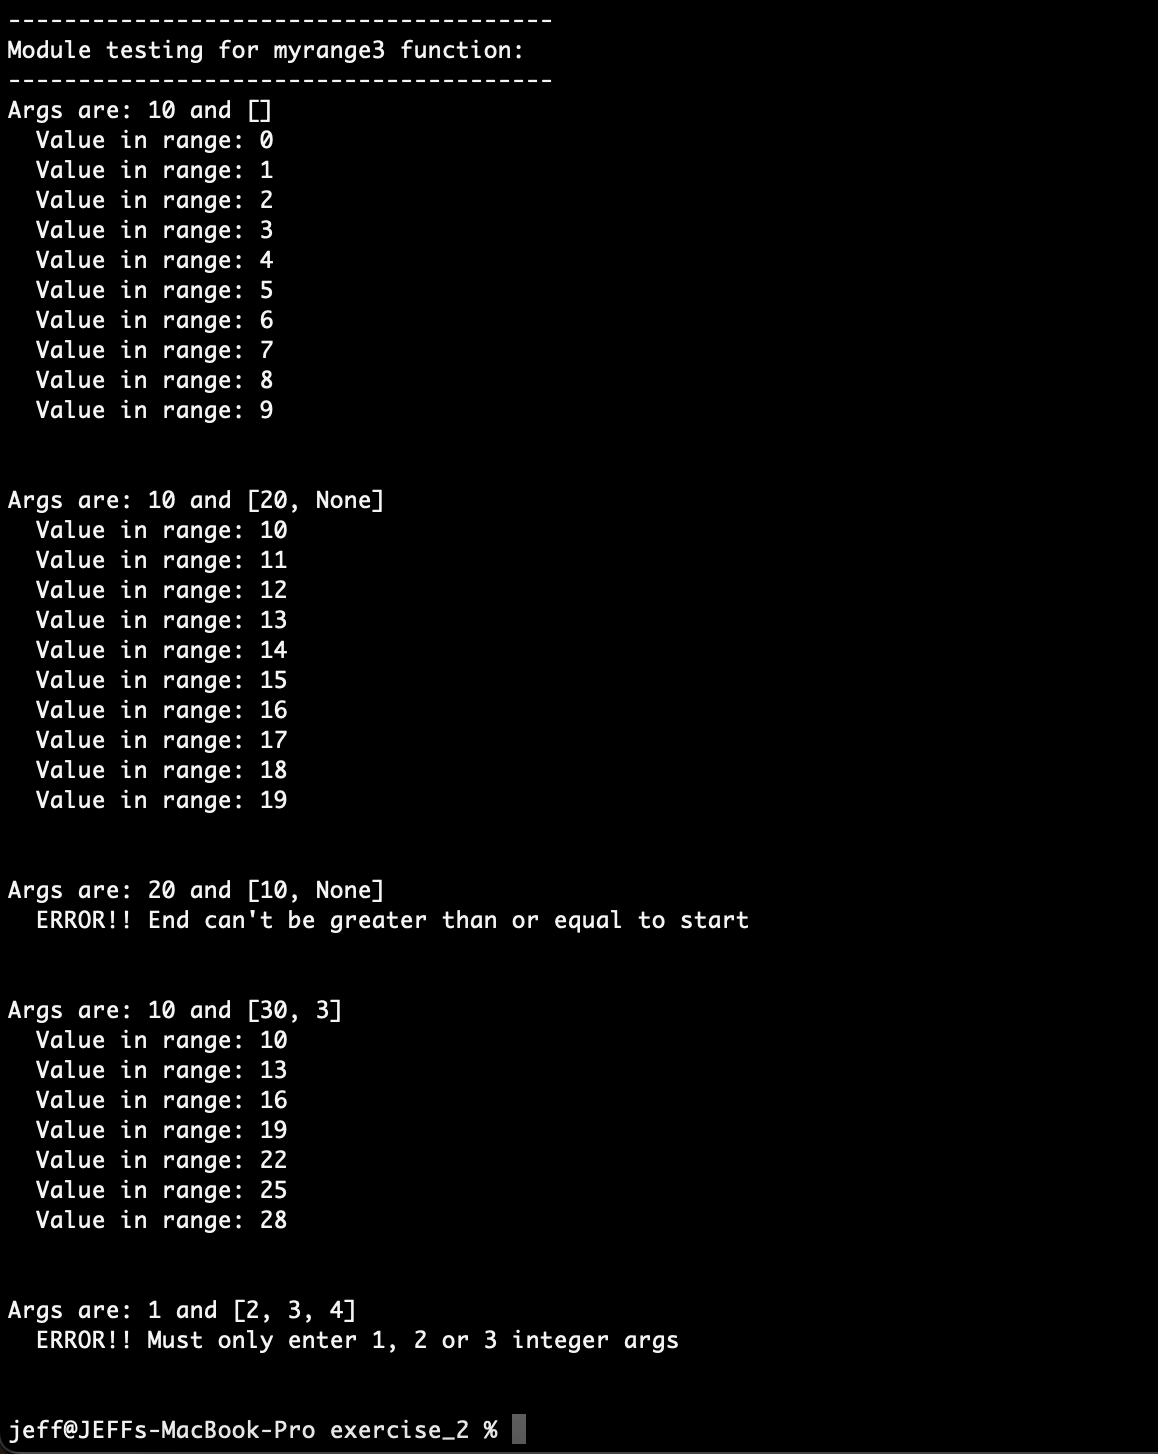 ---------------------------------------
Module testing for myrange3 function:
---------------------------------------
Args are: 10 and []
  Value in range: 0
  Value in range: 1
  Value in range: 2
  Value in range: 3
  Value in range: 4
  Value in range: 5
  Value in range: 6
  Value in range: 7
  Value in range: 8
  Value in range: 9
Args are: 10 and [20, None]
  Value in range: 10
  Value in range: 11
  Value in range: 12
  Value in range: 13
  Value in range: 14
  Value in range: 15
  Value in range: 16
  Value in range: 17
  Value in range: 18
  Value in range: 19
Args are: 20 and [10, None]
  ERROR!! End can't be greater than or equal to start
Args are: 10 and [30, 3]
  Value in range: 10
  Value in range: 13
  Value in range: 16
  Value in range: 19
  Value in range: 22
  Value in range: 25
  Value in range: 28
Args are: 1 and [2, 3, 4]
  ERROR!! Must only enter 1, 2 or 3 integer args
jeff@JEFFs-MacBook-Pro exercise_2 %